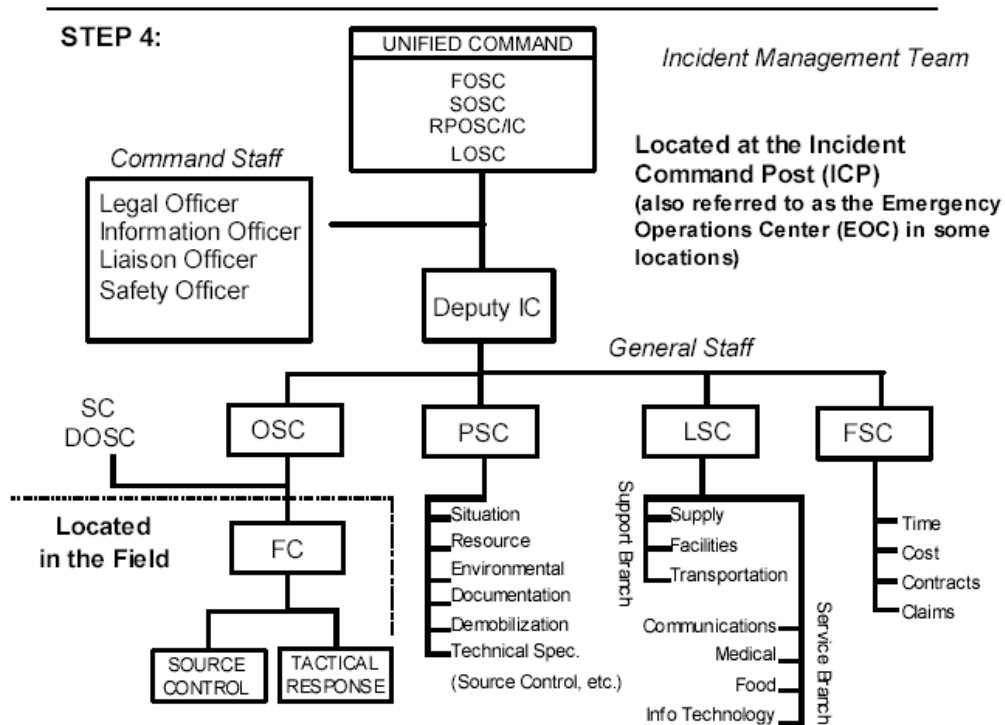 STEP 4:
UNIFIED COMMAND
FOSC
SOSC
RPOSC/IC
LOSC
Incident Management Team
Located at the Incident
Command Post (ICP)
(also referred to as the Emergency
Operations Center (EOC) in some
locations)
Command Staff
Legal Officer
Information Officer
Liaison Officer
Safety Officer
Deputy IC
General Staff
SC
DOSC
OSC
PSC
LSC
FSC
Located
in the Field
FC
SOURCE
CONTROL
TACTICAL
RESPONSE
Situation
Resource
Environmental
Documentation
Demobilization
Technical Spec.
(Source Control, etc.)
Support Branch
Supply
Facilities
Transportation
Service Branch
Communications
Medical
Food
Info Technology
Time
Cost
Contracts
Claims